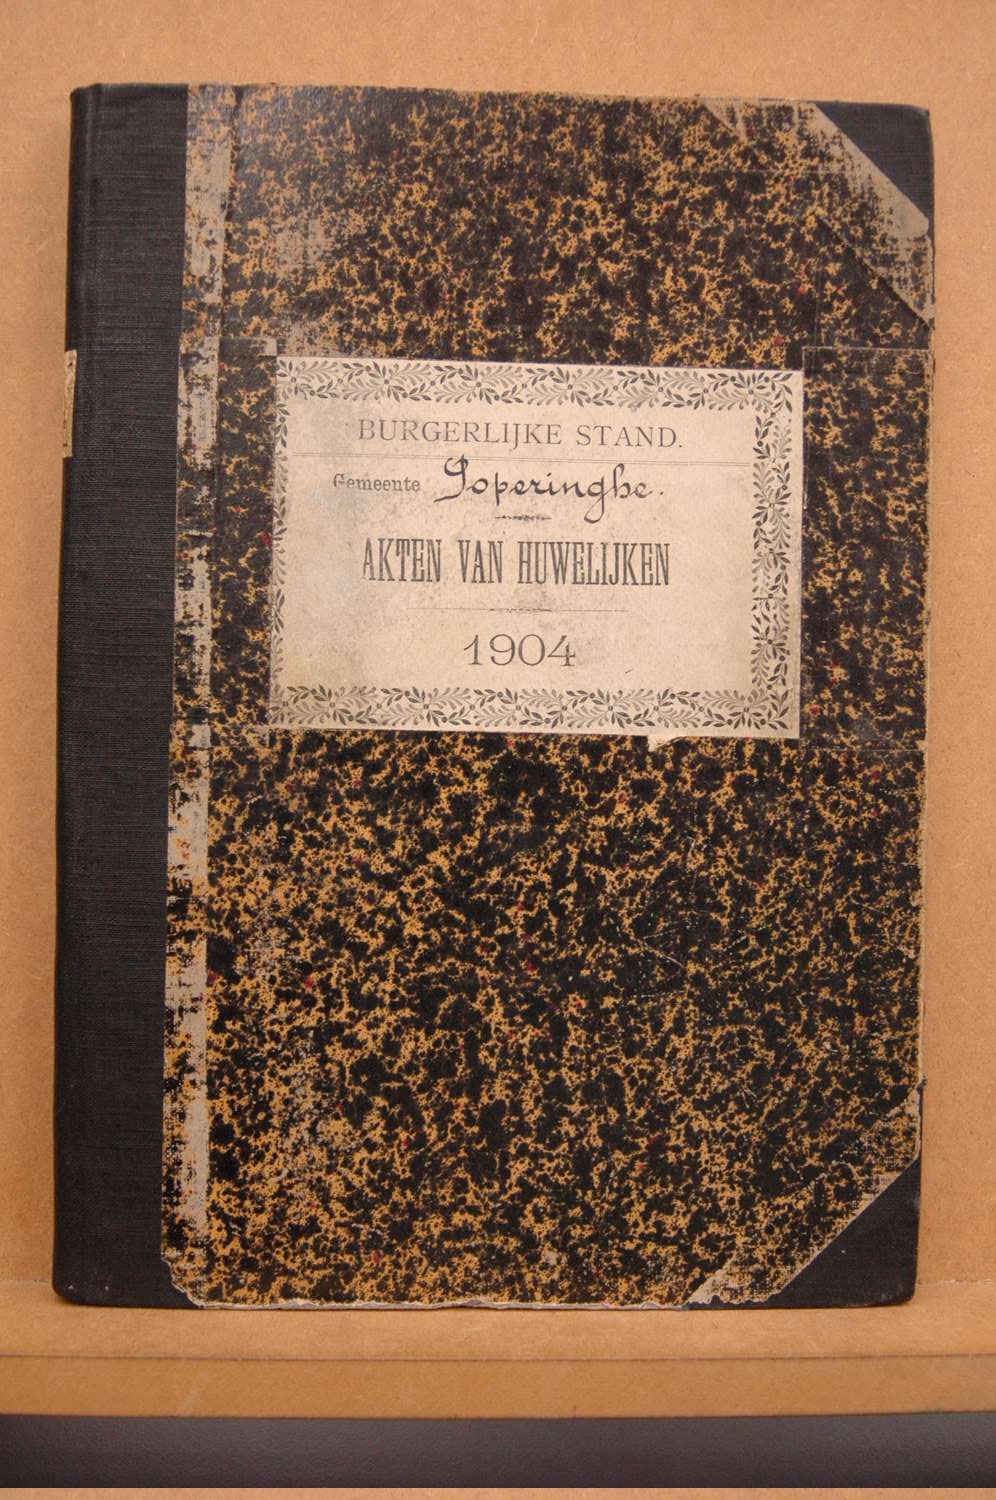 BURGERLIJKE STAND.
Gemeente Poperinghe.
AKTEN VAN HUWELIJKEN
1904